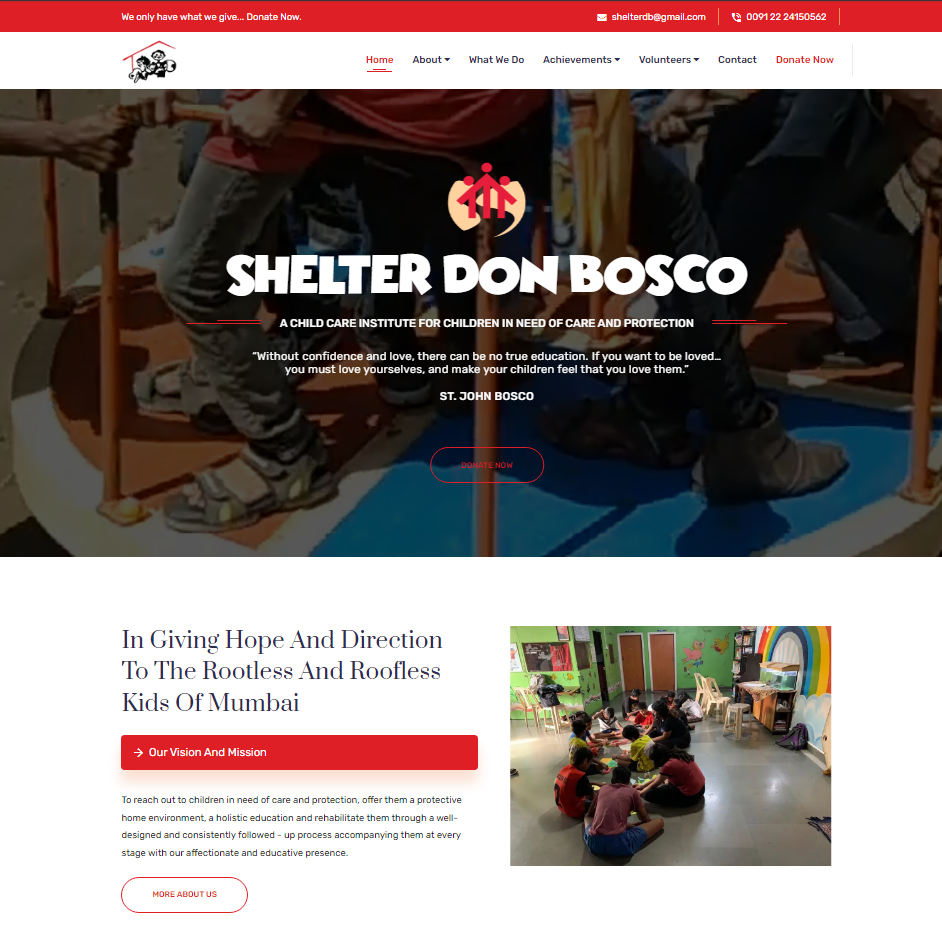 We only have what we give... Donate Now.
shelterdb@gmail.com
0091 22 24150562
Home
About
What We Do
Achievements
Volunteers
Contact
Donate Now
SHELTER DON BOSCO
A CHILD CARE INSTITUTE FOR CHILDREN IN NEED OF CARE AND PROTECTION
“Without confidence and love, there can be no true education. If you want to be loved...
you must love yourselves, and make your children feel that you love them.”
ST. JOHN BOSCO
DONATE NOW
In Giving Hope And Direction
To The Rootless And Roofless
Kids Of Mumbai
Our Vision And Mission
To reach out to children in need of care and protection, offer them a protective
home environment, a holistic education and rehabilitate them through a well-
designed and consistently followed - up process accompanying them at every
stage with our affectionate and educative presence.
MORE ABOUT US